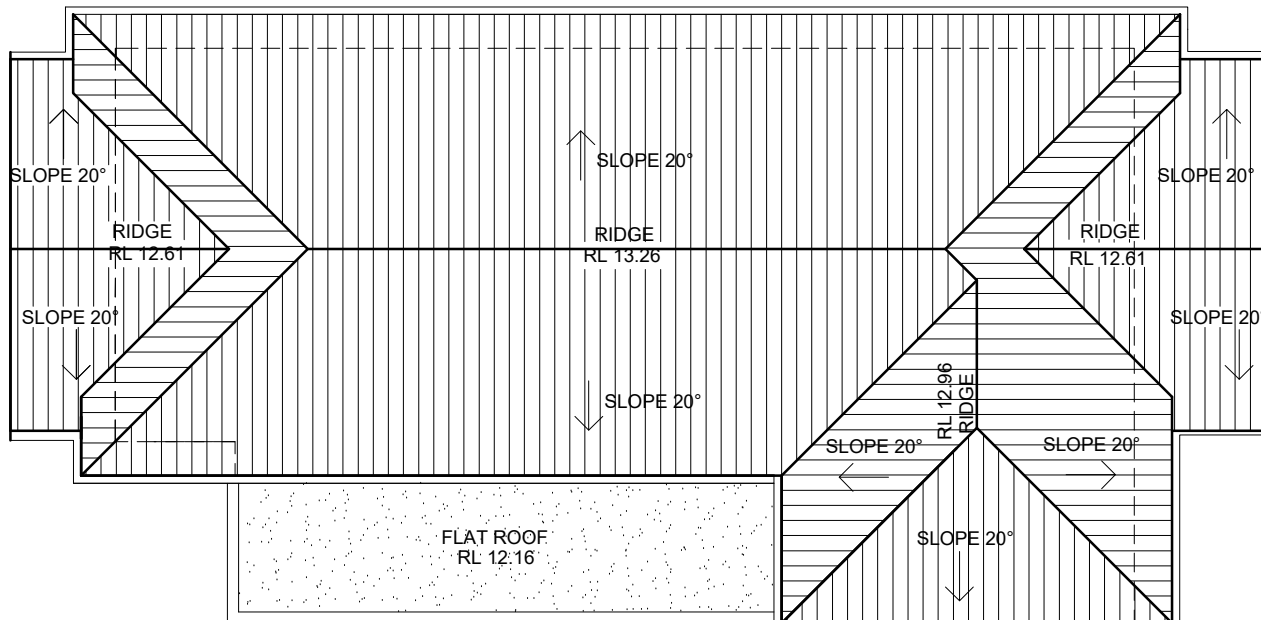 SLOPE 20°
SLOPE 20°
SLOPE 20°
RIDGE
RL 12.61
RIDGE
RL 13.26
RIDGE
RL 12.61
SLOPE 20°
SLOPE 20°
SLOPE 20°
RL 12.96
RIDGE
SLOPE 20°
SLOPE 20°
FLAT ROOF
RL 12.16
SLOPE 20°